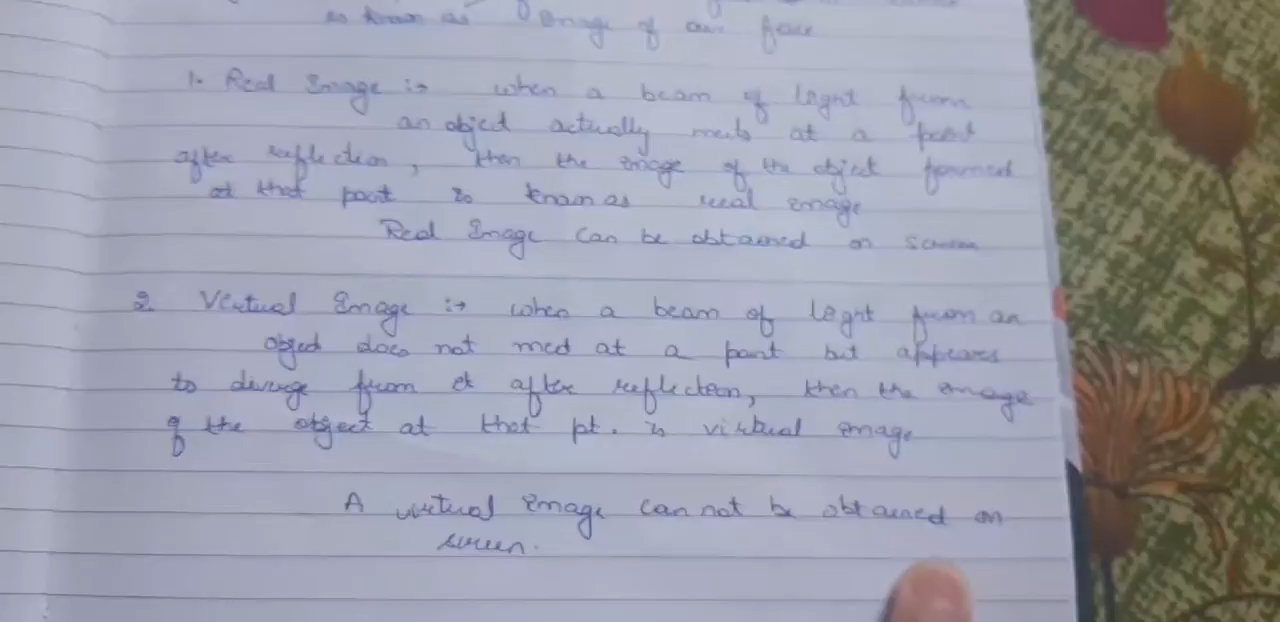 is known as image of our face
1. Real Image :→ when a beam of light from
an object actually meets at a point
after reflection, then the image of the object formed
at that point is known as real image
Real Image can be obtained on screen
2. Virtual Image :→ when a beam of light from an
object does not meet at a point but appears
to diverge from it after reflection, then the image
of the object at that pt. is virtual image
A virtual image can not be obtained on
screen.